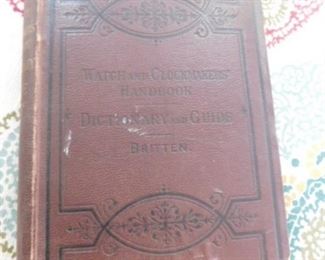 WATCH AND CLOCKMAKERS'
HANDBOOK
DICTIONARY AND GUIDE
BRITTEN.